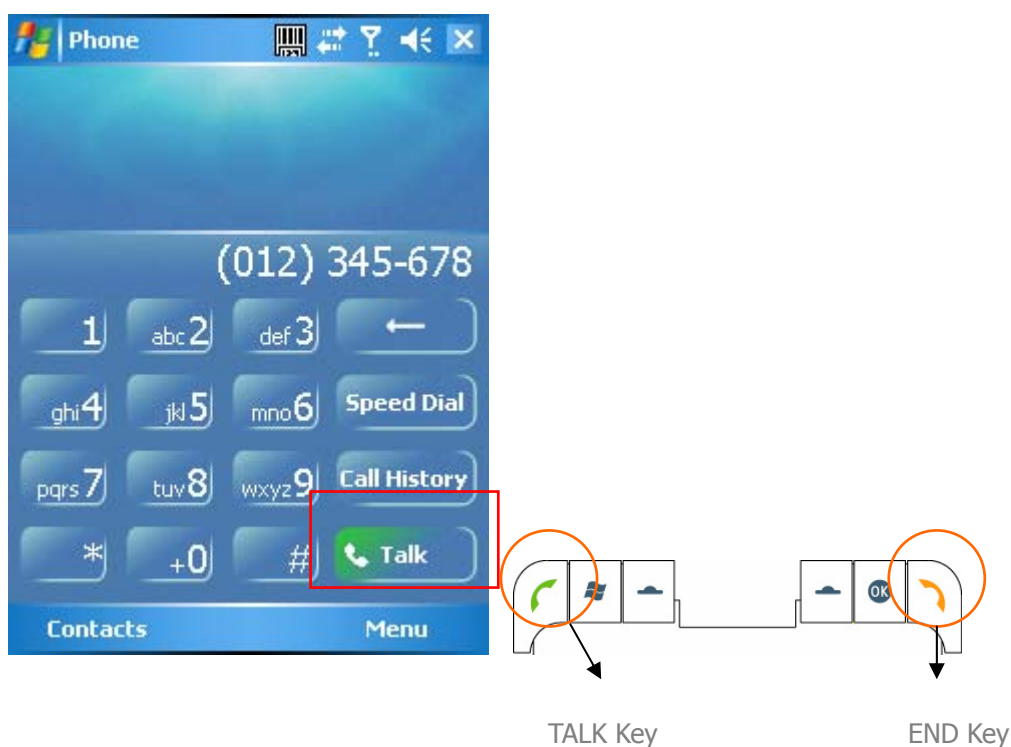 Phone
(012) 345-678
1 abc2 def3 ←
ghi4 jkl5 mno6 Speed Dial
pqrs7 tuv8 wxyz9 Call History
* +0 # Talk
Contacts Menu
OK
TALK Key END Key